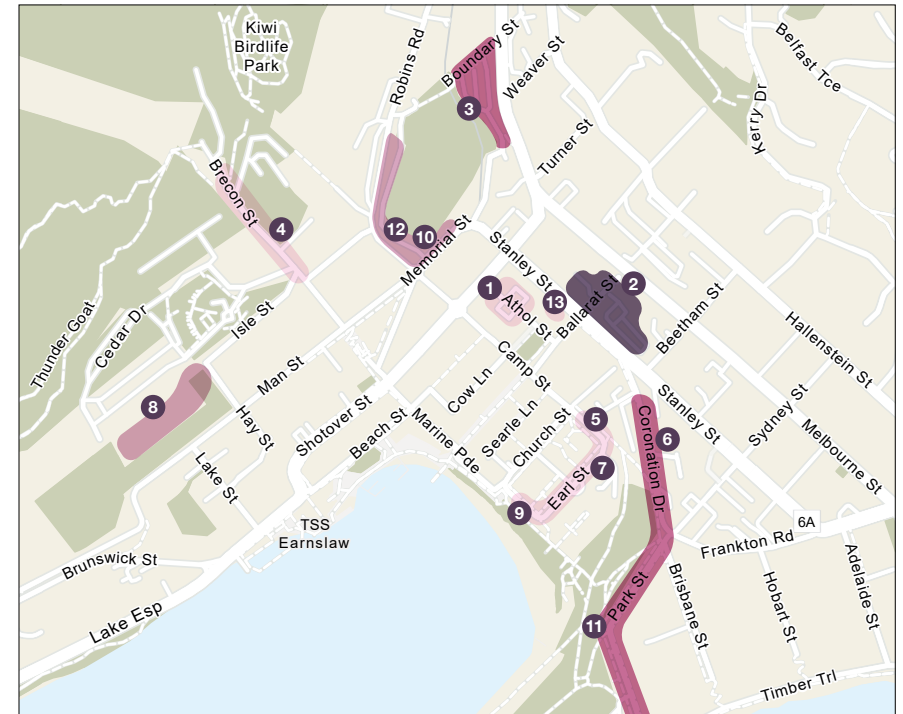 Kiwi
Birdlife
Park
Robins Rd
Boundary St
Weaver St
Belfast Tce
Kerry Dr
3
Turner St
Brecon St
4
12
10
Memorial St
Stanley St
1
Athol St
13
Ballarat St
2
Beetham St
Hallenstein St
Thunder Goat
Cedar Dr
Isle St
Man St
Camp St
Cow Ln
Searle Ln
Church St
5
Stanley St
Sydney St
Melbourne St
8
Hay St
Shotover St
Beach St
Marine Pde
Lake St
Coronation Dr
6
7
Earl St
9
TSS
Earnslaw
6A
Frankton Rd
Adelaide St
Brunswick St
Lake Esp
Park St
11
Brisbane St
Hobart St
Timber Trl